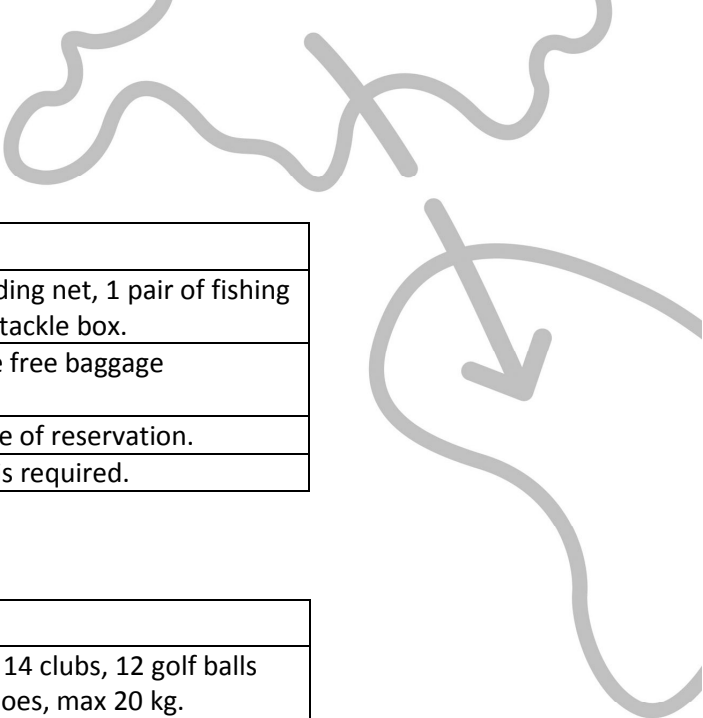 ding net, 1 pair of fishing
tackle box.
e free baggage
e of reservation.
s required.
14 clubs, 12 golf balls
oes, max 20 kg.